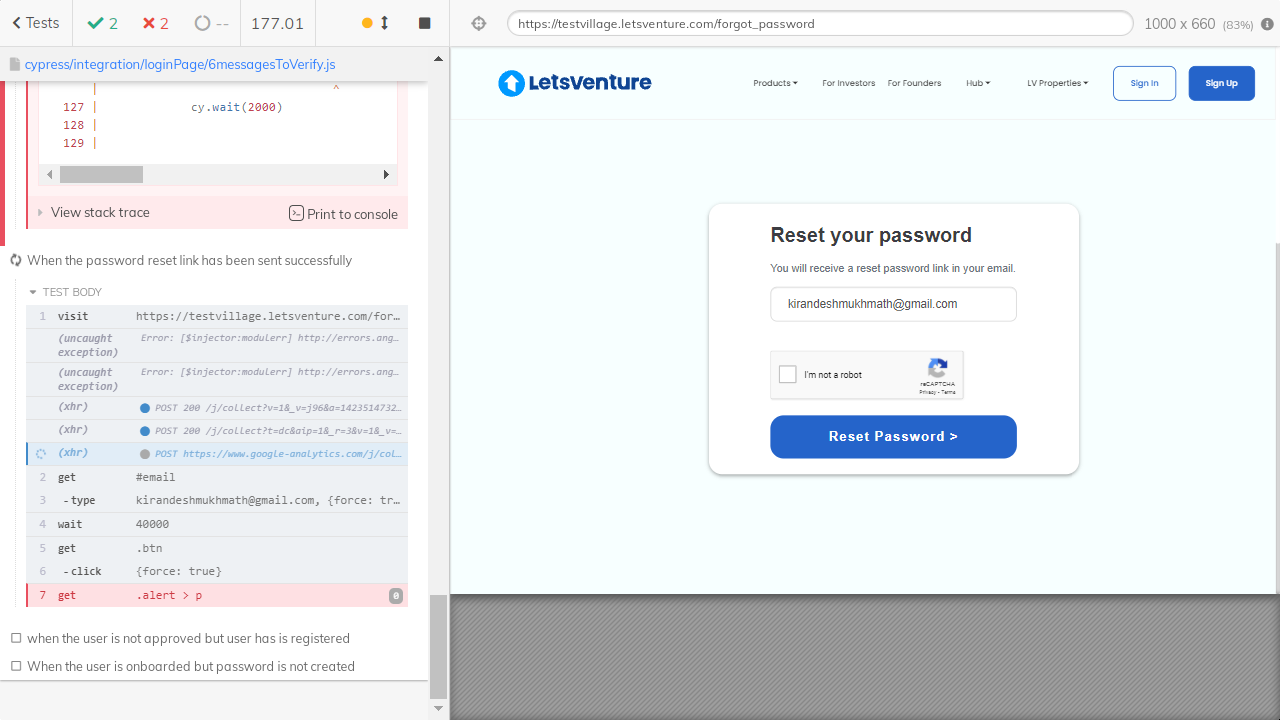 Tests
2
2
--
177.01
https://testvillage.letsventure.com/forgot_password
1000 x 660 (83%)
cypress/integration/loginPage/6messagesToVerify.js
| ^
127 | cy.wait(2000)
128 |
129 |
View stack trace
Print to console
When the password reset link has been sent successfully
TEST BODY
1 visit https://testvillage.letsventure.com/for…
(uncaught exception) Error: [$injector:modulerr] http://errors.ang…
(uncaught exception) Error: [$injector:modulerr] http://errors.ang…
(xhr) POST 200 /j/collect?v=1&_v=j96&a=1423514732…
(xhr) POST 200 /j/collect?t=dc&aip=1&_r=3&v=1&_v=…
(xhr) POST https://www.google-analytics.com/j/col…
2 get #email
3 -type kirandeshmukhmath@gmail.com, {force: tr…
4 wait 40000
5 get .btn
6 -click {force: true}
7 get .alert > p 0
when the user is not approved but user has is registered
When the user is onboarded but password is not created
LetsVenture
Products
For Investors
For Founders
Hub
LV Properties
Sign In
Sign Up
Reset your password
You will receive a reset password link in your email.
kirandeshmukhmath@gmail.com
I'm not a robot
reCAPTCHA
Privacy - Terms
Reset Password >